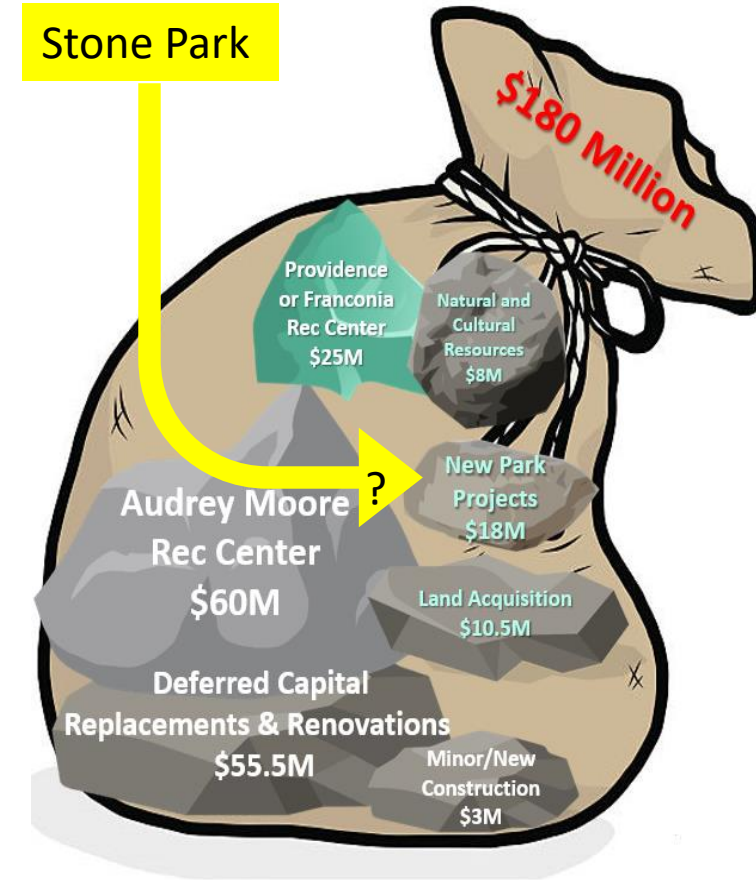 Stone Park
$180 Million
Providence
or Franconia
Rec Center
$25M
Natural and
Cultural
Resources
$8M
?
New Park
Projects
$18M
Audrey Moore
Rec Center
$60M
Land Acquisition
$10.5M
Deferred Capital
Replacements & Renovations
$55.5M
Minor/New
Construction
$3M